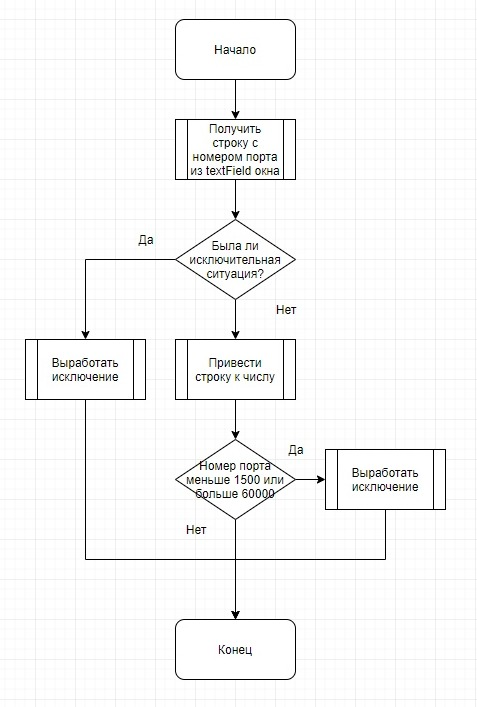 Начало
Получить
строку с
номером порта
из textField окна
Да
Была ли
исключительная
ситуация?
Нет
Выработать
исключение
Привести
строку к числу
Да
Номер порта
меньше 1500 или
больше 60000
Выработать
исключение
Нет
Конец